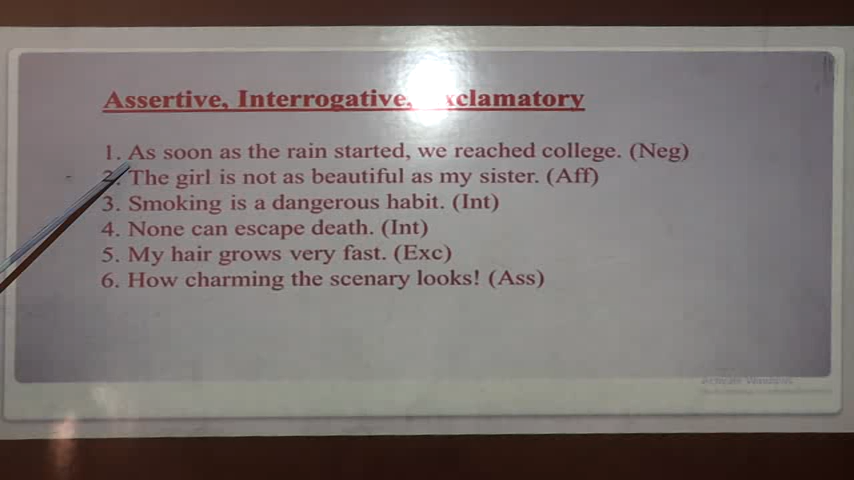 Assertive, Interrogative, Exclamatory
1. As soon as the rain started, we reached college. (Neg)
2. The girl is not as beautiful as my sister. (Aff)
3. Smoking is a dangerous habit. (Int)
4. None can escape death. (Int)
5. My hair grows very fast. (Exc)
6. How charming the scenary looks! (Ass)